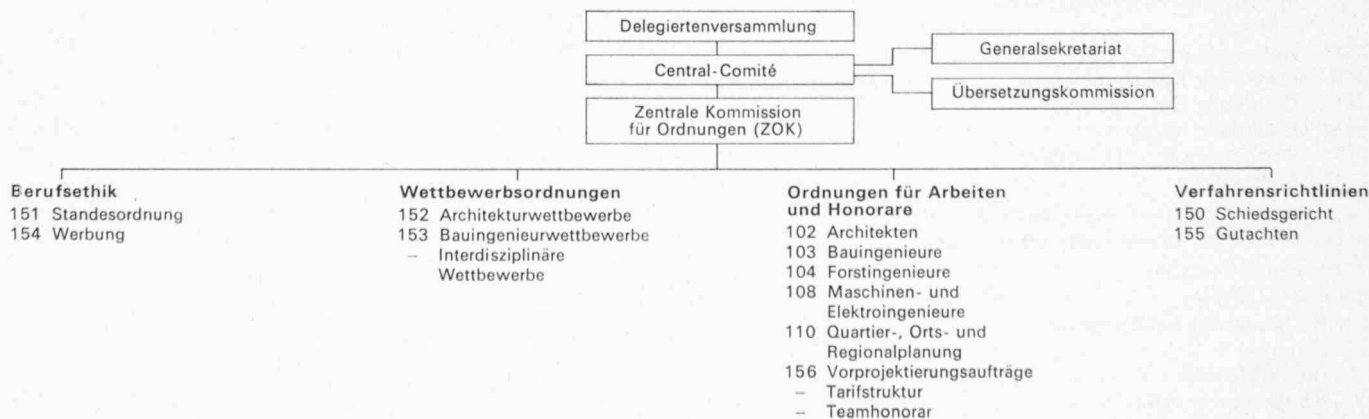 Delegiertenversammlung
Central-Comité
Generalsekretariat
Übersetzungskommission
Zentrale Kommission
für Ordnungen (ZOK)
Berufsethik
151 Standesordnung
154 Werbung
Wettbewerbsordnungen
152 Architekturwettbewerbe
153 Bauingenieurwettbewerbe
– Interdisziplinäre
Wettbewerbe
Ordnungen für Arbeiten
und Honorare
102 Architekten
103 Bauingenieure
104 Forstingenieure
108 Maschinen- und
Elektroingenieure
110 Quartier-, Orts- und
Regionalplanung
156 Vorprojektierungsaufträge
– Tarifstruktur
– Teamhonorar
Verfahrensrichtlinien
150 Schiedsgericht
155 Gutachten